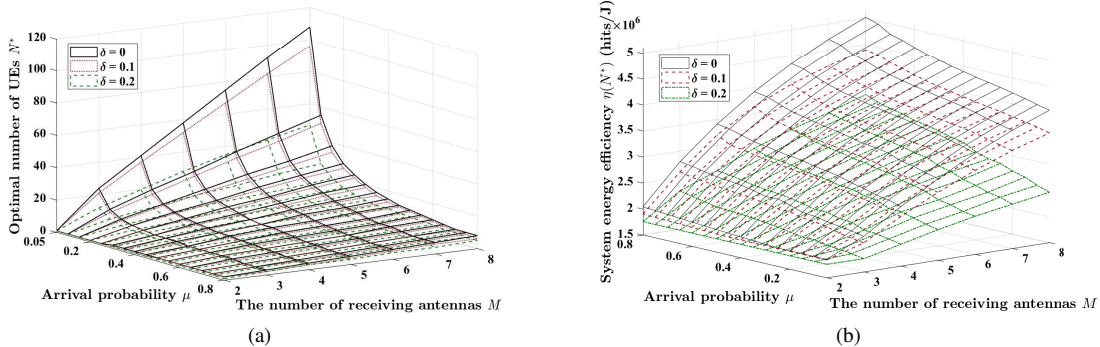 120
100
80
60
40
20
0
Optimal number of UEs N*
δ = 0
δ = 0.1
δ = 0.2
0.05
0.2
0.4
0.6
0.8
Arrival probability μ
2
3
4
5
6
7
8
The number of receiving antennas M
(a)
×10⁶
5
4.5
4
3.5
3
2.5
2
1.5
System energy efficiency η(N*) (bits/J)
δ = 0
δ = 0.1
δ = 0.2
0.8
0.6
0.4
0.2
Arrival probability μ
2
3
4
5
6
7
8
The number of receiving antennas M
(b)